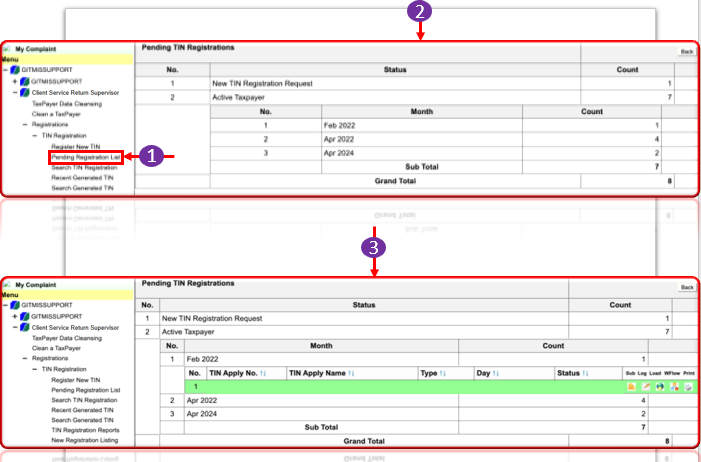 2
My Complaint
Menu
GITMISSUPPORT
GITMISSUPPORT
Client Service Return Supervisor
TaxPayer Data Cleansing
Clean a TaxPayer
Registrations
TIN Registration
Register New TIN
Pending Registration List
Search TIN Registration
Recent Generated TIN
Search Generated TIN
1
Pending TIN Registrations
Back
No. Status Count
1 New TIN Registration Request 1
2 Active Taxpayer 7
No. Month Count
1 Feb 2022 1
2 Apr 2022 4
3 Apr 2024 2
Sub Total 7
Grand Total 8
3
My Complaint
Menu
GITMISSUPPORT
GITMISSUPPORT
Client Service Return Supervisor
TaxPayer Data Cleansing
Clean a TaxPayer
Registrations
TIN Registration
Register New TIN
Pending Registration List
Search TIN Registration
Recent Generated TIN
Search Generated TIN
TIN Registration Reports
New Registration Listing
Pending TIN Registrations
Back
No. Status Count
1 New TIN Registration Request 1
2 Active Taxpayer 7
No. Month Count
1 Feb 2022 1
No. TIN Apply No. TIN Apply Name Type Day Status Sub Log Load WFlow Print
1
2 Apr 2022 4
3 Apr 2024 2
Sub Total 7
Grand Total 8